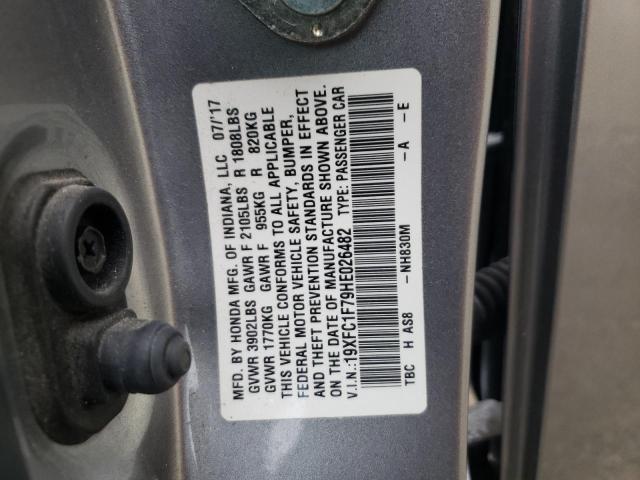 MFD. BY HONDA MFG. OF INDIANA, LLC 07/'17
GVWR 3902LBS GAWR F 2105LBS R 1808LBS
GVWR 1770KG GAWR F 955KG R 820KG
THIS VEHICLE CONFORMS TO ALL APPLICABLE
FEDERAL MOTOR VEHICLE SAFETY, BUMPER,
AND THEFT PREVENTION STANDARDS IN EFFECT
ON THE DATE OF MANUFACTURE SHOWN ABOVE.
V.I.N.:19XFC1F79HE026482 TYPE: PASSENGER CAR
TBC H AS8 –NH830M –A –E